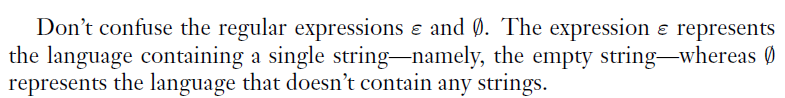 Don’t confuse the regular expressions ε and ∅. The expression ε represents
the language containing a single string—namely, the empty string—whereas ∅
represents the language that doesn’t contain any strings.